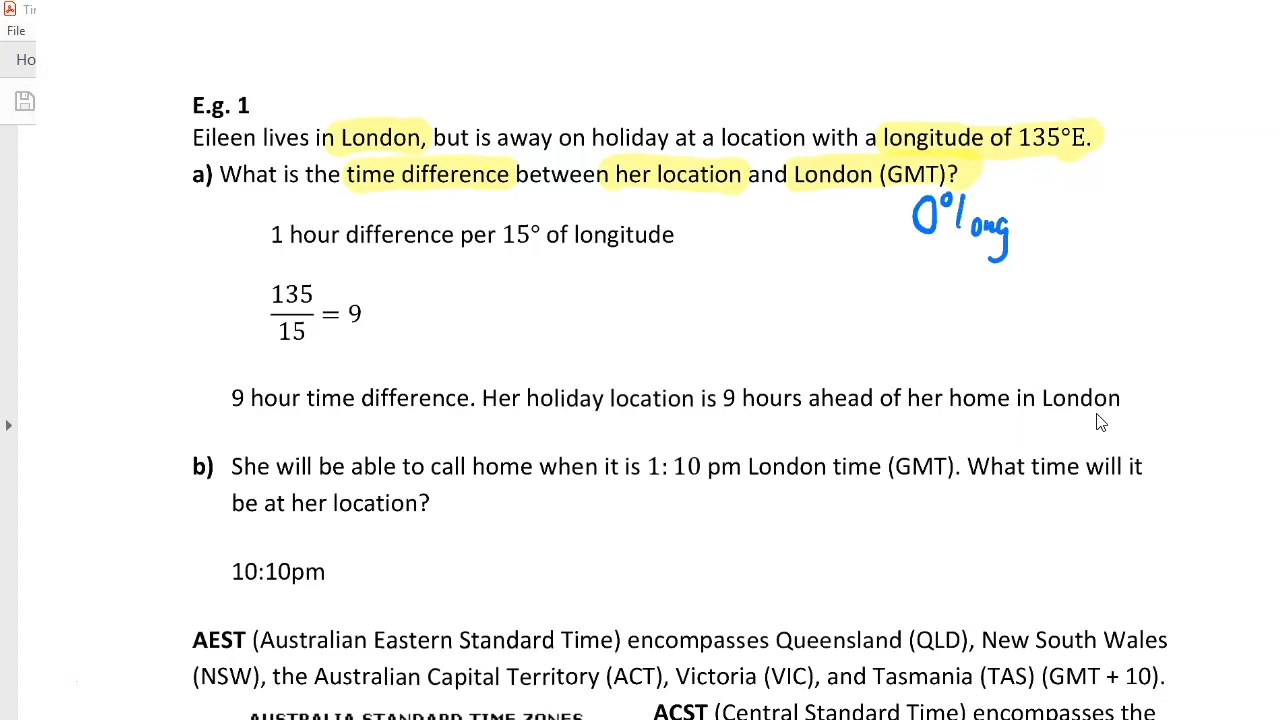 Tir
File
Ho
E.g. 1
Eileen lives in London, but is away on holiday at a location with a longitude of 135°E.
a) What is the time difference between her location and London (GMT)?
0° long
1 hour difference per 15° of longitude
135
15
= 9
9 hour time difference. Her holiday location is 9 hours ahead of her home in London
b) She will be able to call home when it is 1: 10 pm London time (GMT). What time will it
be at her location?
10:10pm
AEST (Australian Eastern Standard Time) encompasses Queensland (QLD), New South Wales
(NSW), the Australian Capital Territory (ACT), Victoria (VIC), and Tasmania (TAS) (GMT + 10).
AUSTRALIA STANDARD TIME ZONES
ACST (Central Standard Time) encompasses the